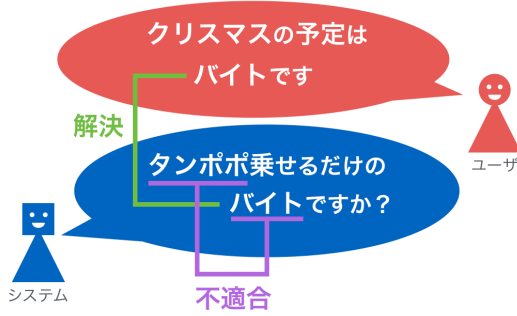 クリスマスの予定は
バイトです
解決
ユーザ
タンポポ乗せるだけの
バイトですか？
システム
不適合